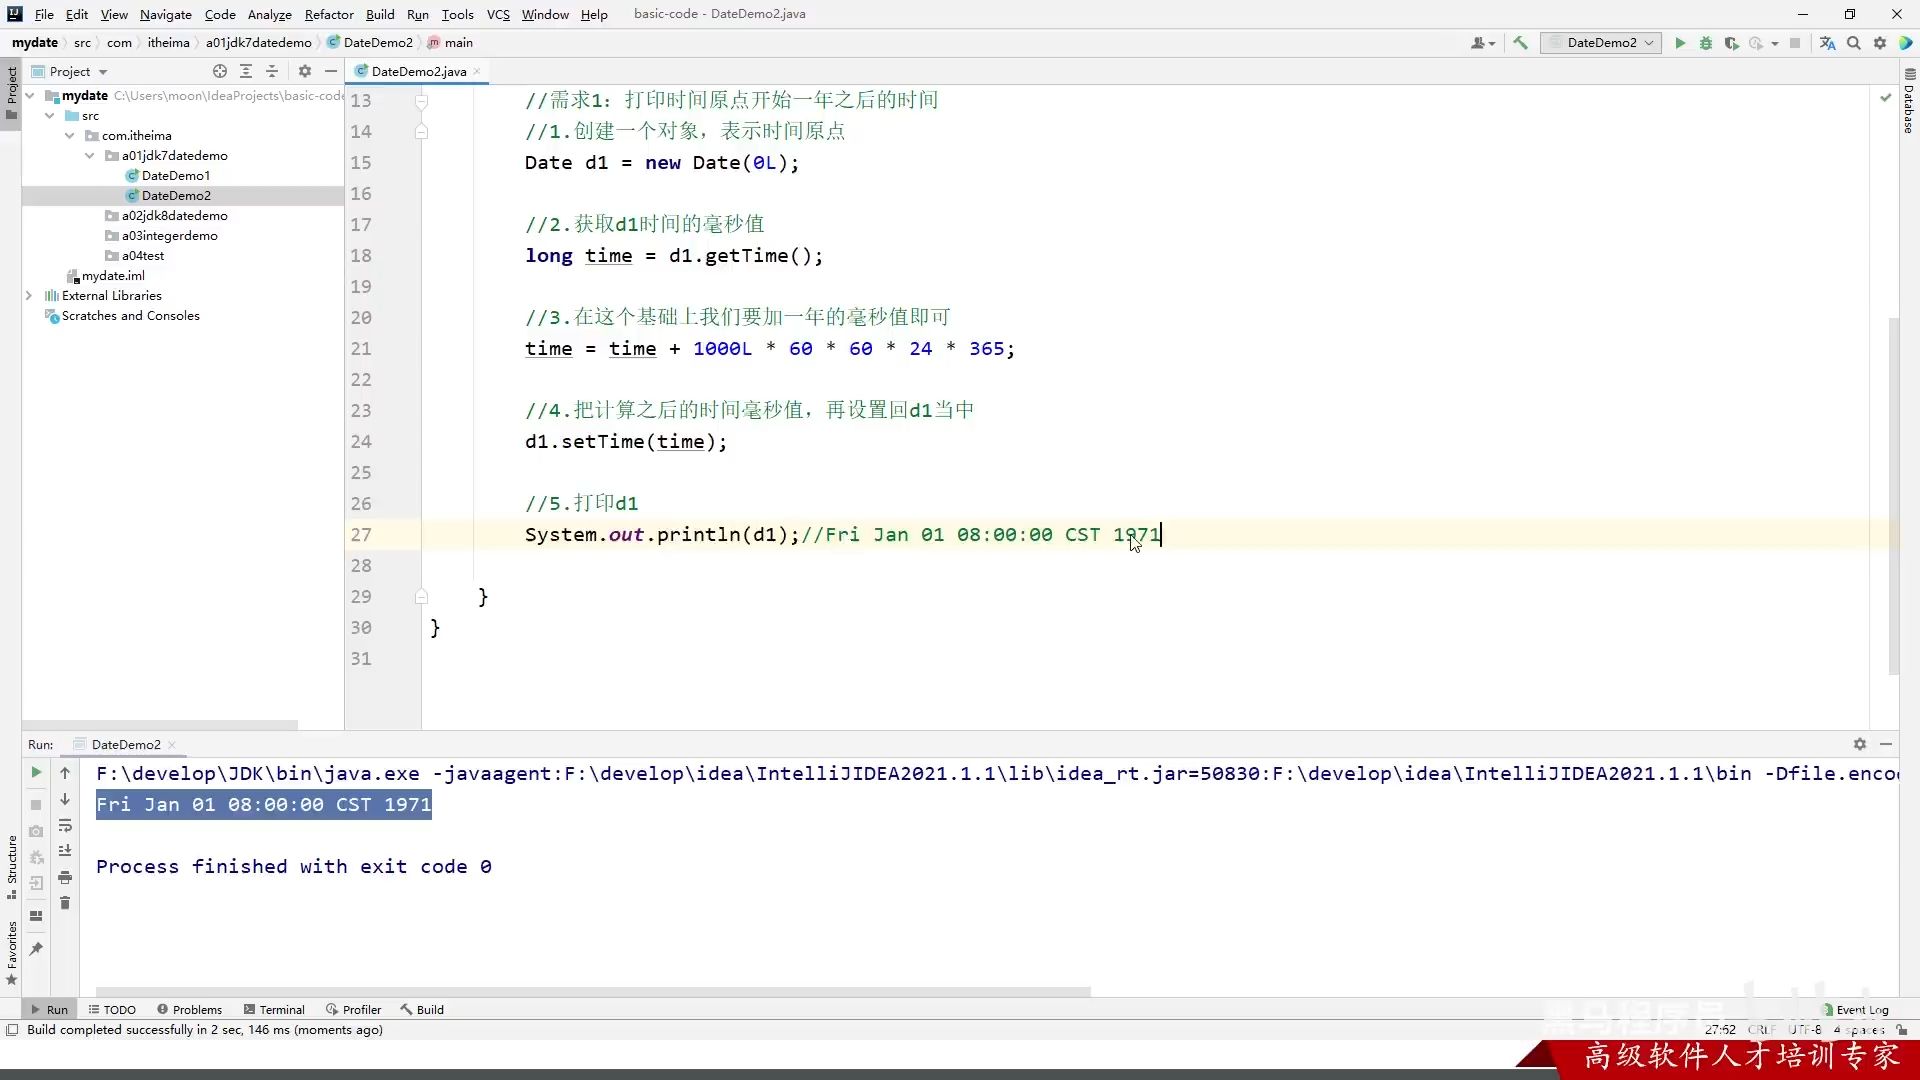 File Edit View Navigate Code Analyze Refactor Build Run Tools VCS Window Help basic-code - DateDemo2.java
mydate src com itheima a01jdk7datedemo DateDemo2 main DateDemo2
Project
Project
DateDemo2.java
mydate C:\Users\moon\IdeaProjects\basic-code
src
com.itheima
a01jdk7datedemo
DateDemo1
DateDemo2
a02jdk8datedemo
a03integerdemo
a04test
mydate.iml
External Libraries
Scratches and Consoles
Database
13 //需求1：打印时间原点开始一年之后的时间
14 //1.创建一个对象，表示时间原点
15 Date d1 = new Date(0L);
16
17 //2.获取d1时间的毫秒值
18 long time = d1.getTime();
19
20 //3.在这个基础上我们要加一年的毫秒值即可
21 time = time + 1000L * 60 * 60 * 24 * 365;
22
23 //4.把计算之后的时间毫秒值，再设置回d1当中
24 d1.setTime(time);
25
26 //5.打印d1
27 System.out.println(d1);//Fri Jan 01 08:00:00 CST 1971
28
29 }
30 }
31
Run: DateDemo2
F:\develop\JDK\bin\java.exe -javaagent:F:\develop\idea\IntelliJIDEA2021.1.1\lib\idea_rt.jar=50830:F:\develop\idea\IntelliJIDEA2021.1.1\bin -Dfile.enco
Fri Jan 01 08:00:00 CST 1971
Process finished with exit code 0
Structure
Favorites
Run TODO Problems Terminal Profiler Build Event Log
Build completed successfully in 2 sec, 146 ms (moments ago) 27:62 CRLF UTF-8 4 spaces
黑马程序员
高级软件人才培训专家